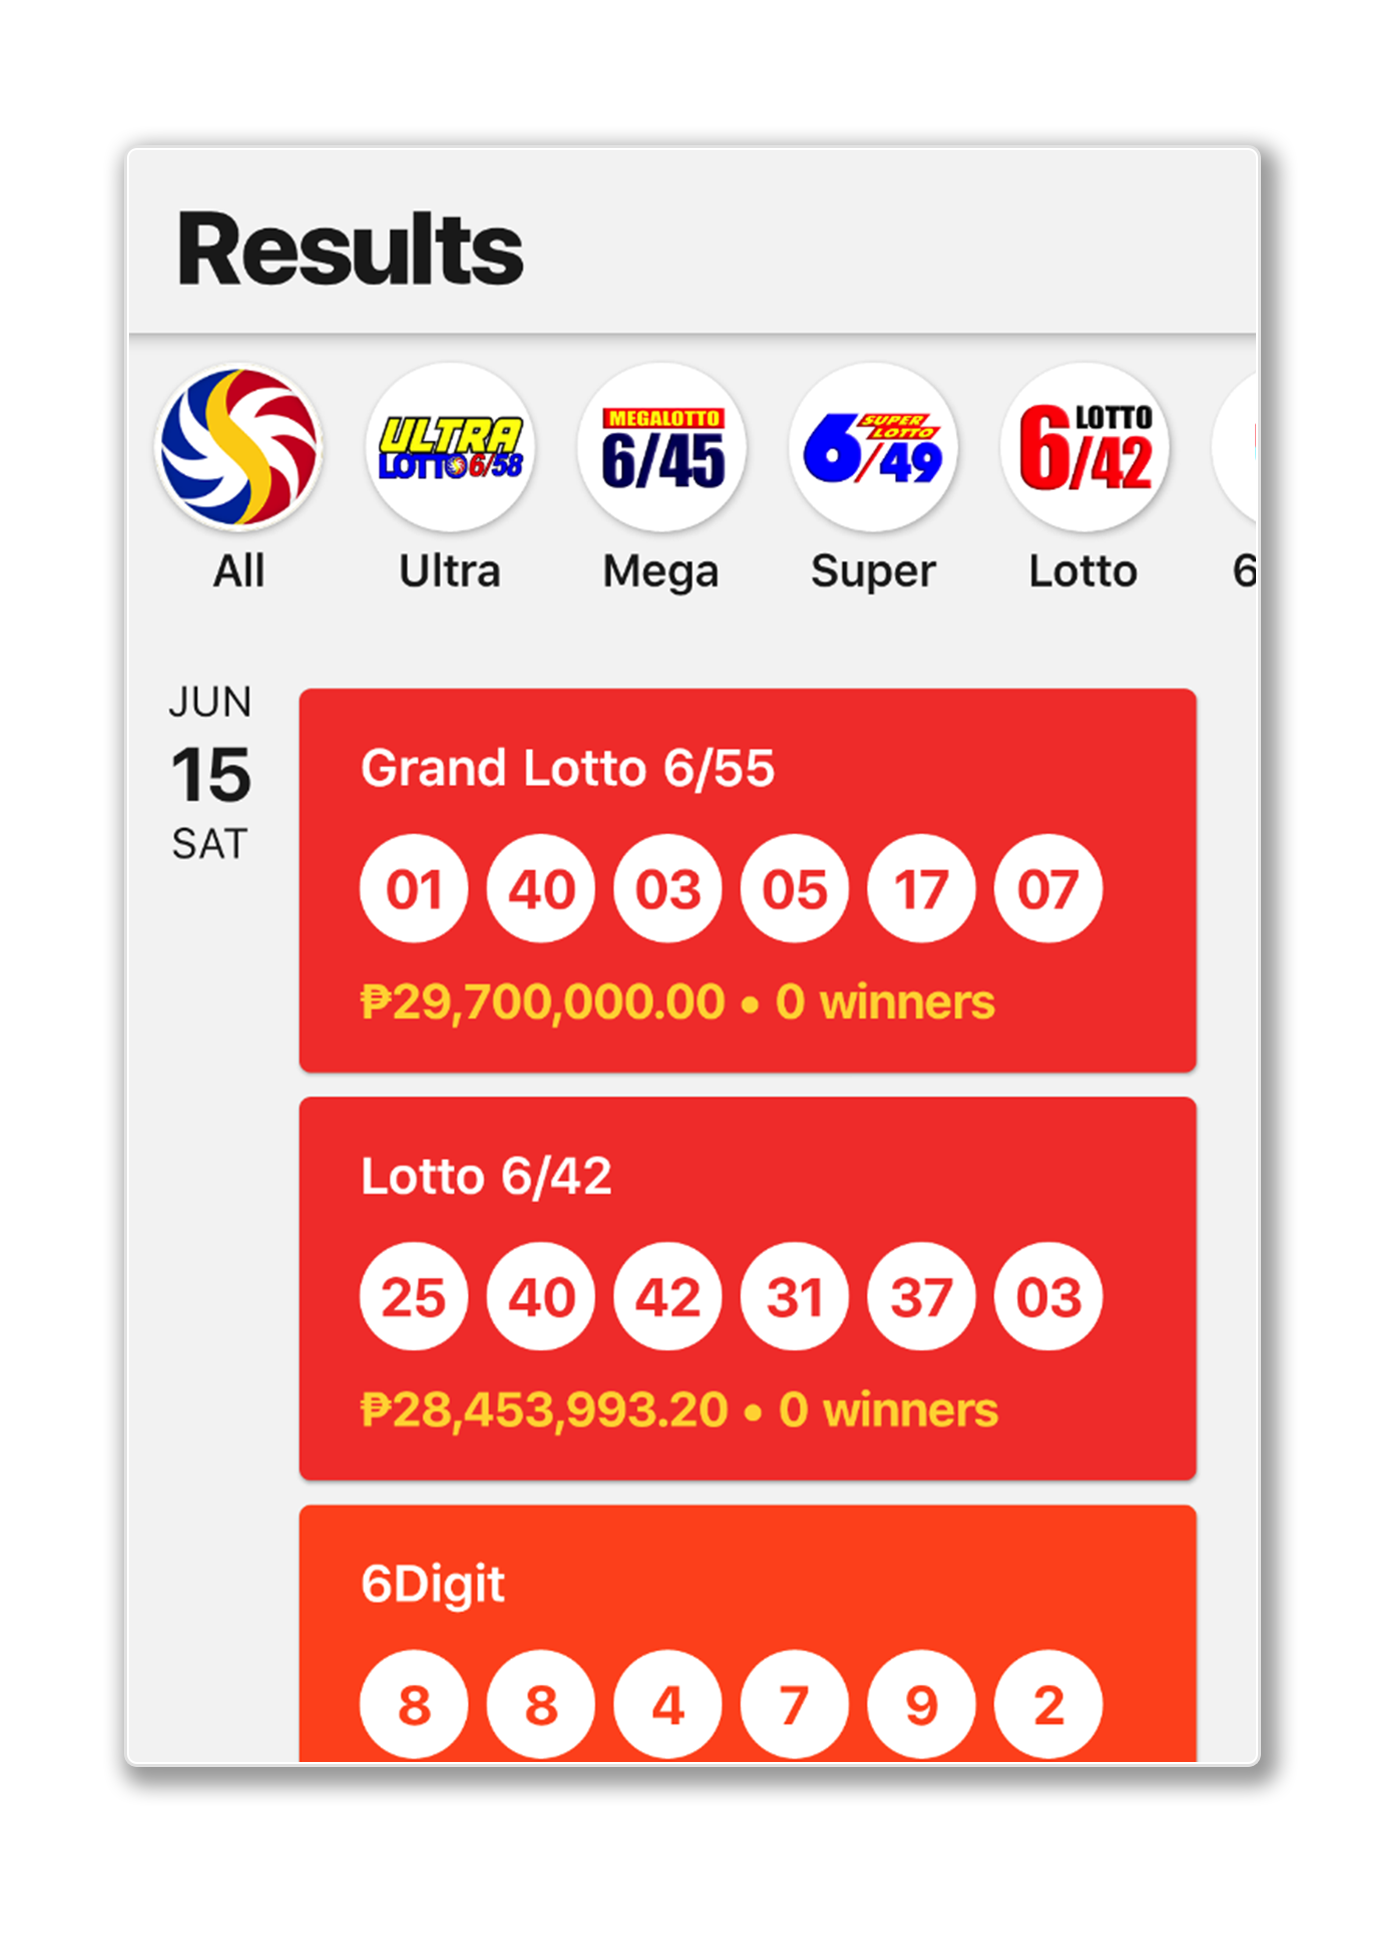 Results
ULTRA
LOTTO 6/58
MEGALOTTO
6/45
SUPER
LOTTO
6/49
LOTTO
6/42
All
Ultra
Mega
Super
Lotto
6
JUN
15
SAT
Grand Lotto 6/55
01 40 03 05 17 07
₱29,700,000.00 • 0 winners
Lotto 6/42
25 40 42 31 37 03
₱28,453,993.20 • 0 winners
6Digit
8 8 4 7 9 2